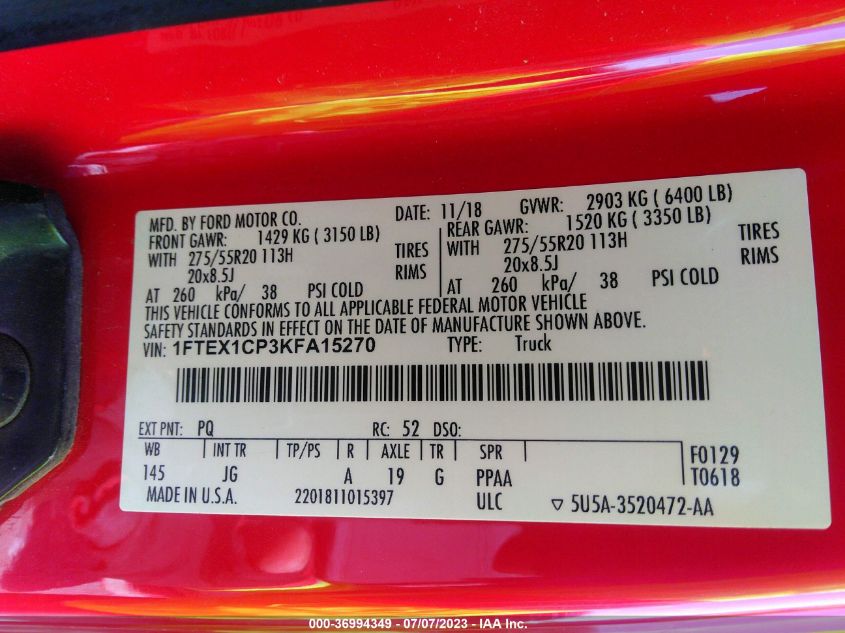 MFD. BY FORD MOTOR CO. DATE: 11/18 GVWR: 2903 KG ( 6400 LB)
FRONT GAWR: 1429 KG ( 3150 LB) REAR GAWR: 1520 KG ( 3350 LB)
WITH 275/55R20 113H TIRES WITH 275/55R20 113H TIRES
20x8.5J RIMS 20x8.5J RIMS
AT 260 kPa/ 38 PSI COLD AT 260 kPa/ 38 PSI COLD
THIS VEHICLE CONFORMS TO ALL APPLICABLE FEDERAL MOTOR VEHICLE
SAFETY STANDARDS IN EFFECT ON THE DATE OF MANUFACTURE SHOWN ABOVE.
VIN: 1FTEX1CP3KFA15270 TYPE: Truck
EXT PNT: PQ RC: 52 DSO:
WB INT TR TP/PS R AXLE TR SPR F0129
145 JG A 19 G PPAA T0618
MADE IN U.S.A. 2201811015397 ULC ▽ 5U5A-3520472-AA
000-36994349 - 07/07/2023 - IAA Inc.